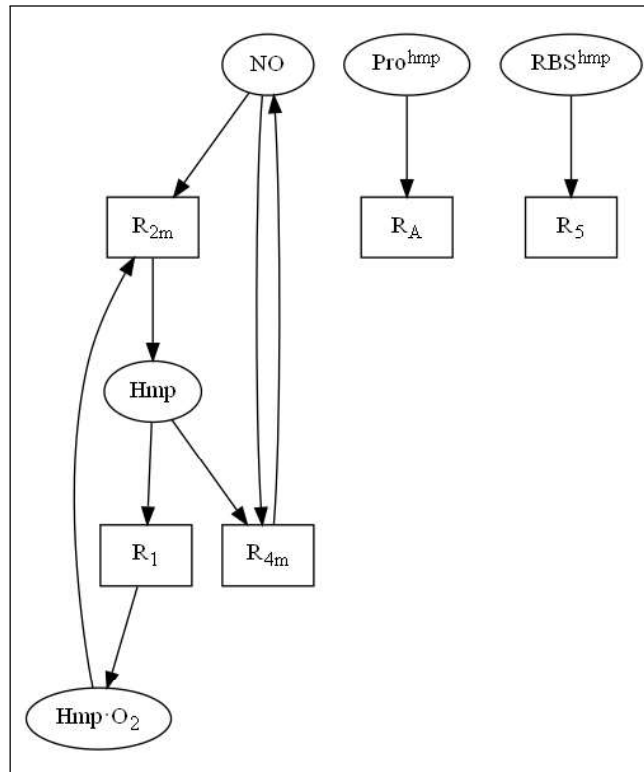 NO
Pro^hmp
RBS^hmp
R_2m
R_A
R_5
Hmp
R_1
R_4m
Hmp·O_2